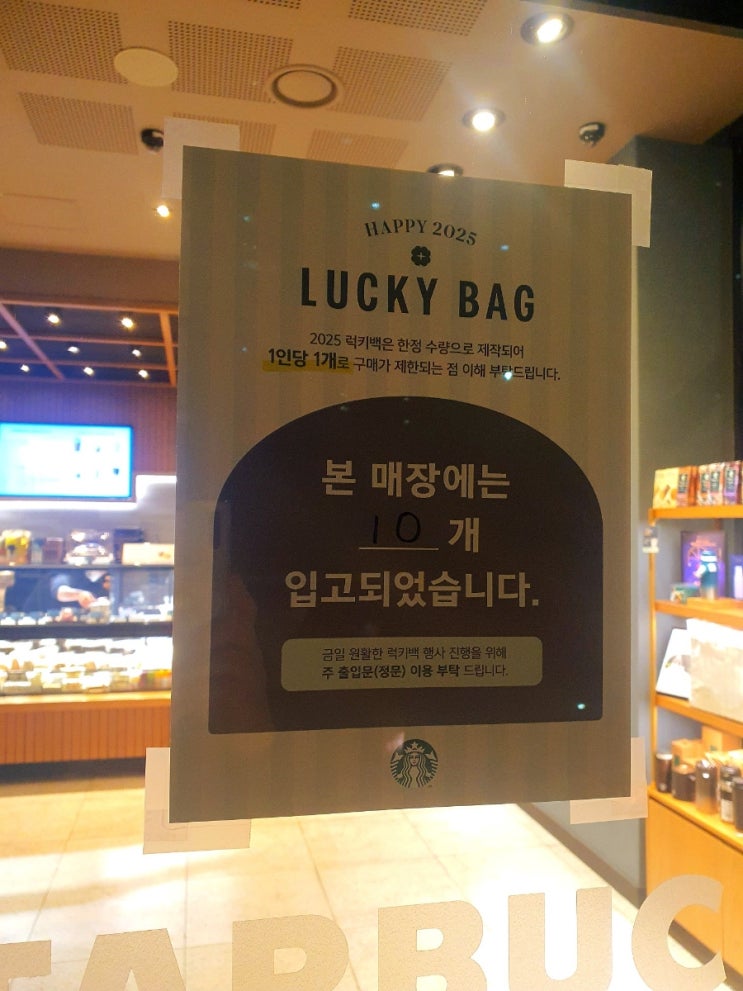 HAPPY 2025
LUCKY BAG
2025 럭키백은 한정 수량으로 제작되어
1인당 1개로 구매가 제한되는 점 이해 부탁드립니다.
본 매장에는
10 개
입고되었습니다.
금일 원활한 럭키백 행사 진행을 위해
주 출입문(정문) 이용 부탁 드립니다.
TARBUC